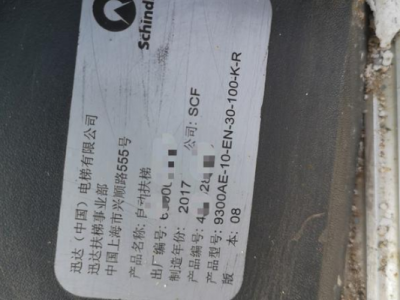 Schind
迅达（中国）电梯有限公司
迅达扶梯事业部
中国上海市兴顺路555号
产品名称: 自动扶梯
出厂编号:
制造年份: 2017 公司: SCF
产品编号:
产品型号: 9300AE-10-EN-30-100-K-R
版 本: 08